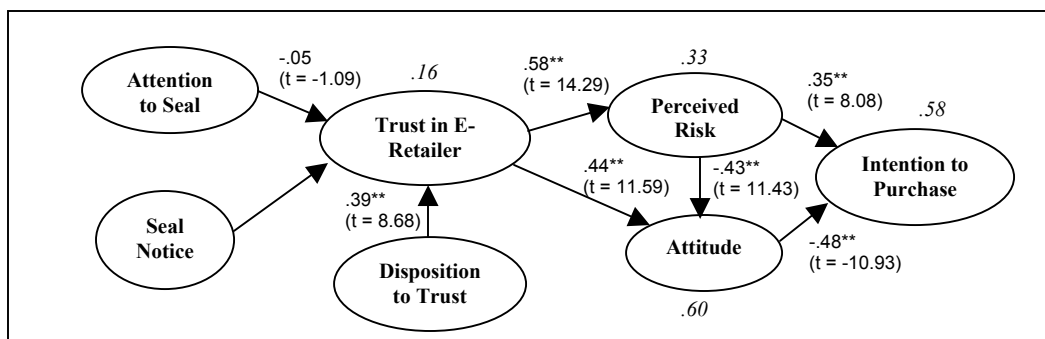 Attention
to Seal
-.05
(t = -1.09)
.16
Trust in E-
Retailer
.58**
(t = 14.29)
.33
Perceived
Risk
.35**
(t = 8.08)
.58
Intention to
Purchase
.44**
(t = 11.59)
-.43**
(t = 11.43)
Seal
Notice
.39**
(t = 8.68)
Disposition
to Trust
Attitude
-.48**
(t = -10.93)
.60